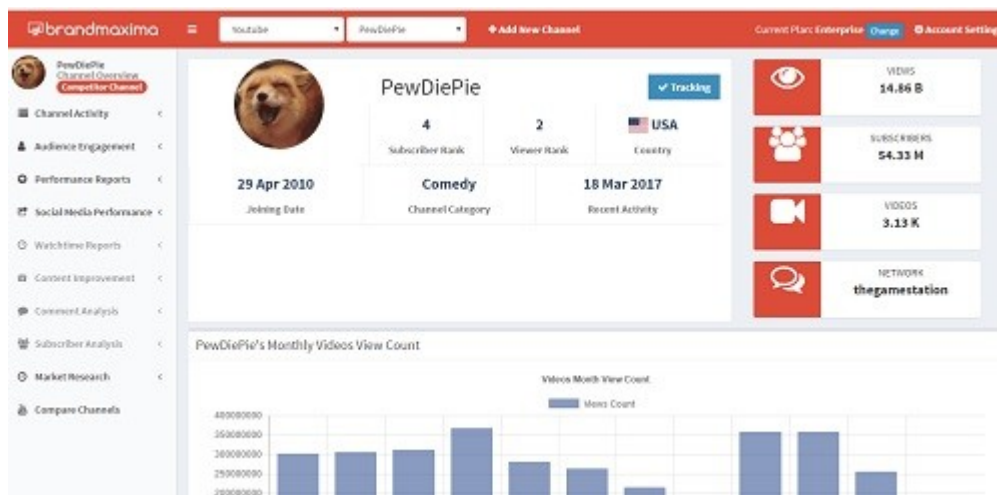 brandmaxima
Youtube
PewDiePie
Add New Channel
Current Plan: Enterprise
Change
Account Setting
PewDiePie
Channel Overview
Competitor Channel
Channel Activity
Audience Engagement
Performance Reports
Social Media Performance
Watchtime Reports
Content Improvement
Comment Analysis
Subscriber Analysis
Market Research
Compare Channels
PewDiePie
Tracking
4
Subscriber Rank
2
Viewer Rank
USA
Country
29 Apr 2010
Joining Date
Comedy
Channel Category
18 Mar 2017
Recent Activity
VIEWS
14.86 B
SUBSCRIBERS
54.33 M
VIDEOS
3.13 K
NETWORK
thegamestation
PewDiePie's Monthly Videos View Count
Videos Month View Count
Views Count
400000000
350000000
300000000
250000000
200000000